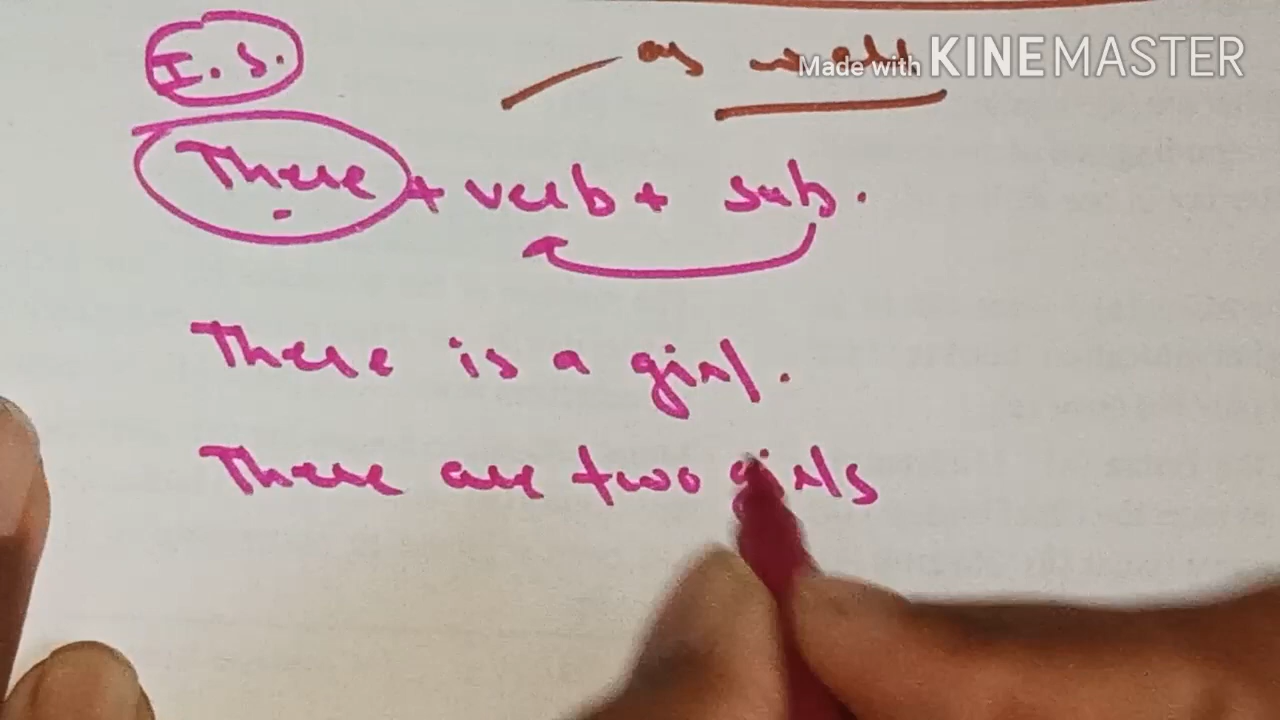 I.S.
as well
Made with KINEMASTER
There + verb + sub.
There is a girl.
There are two girls